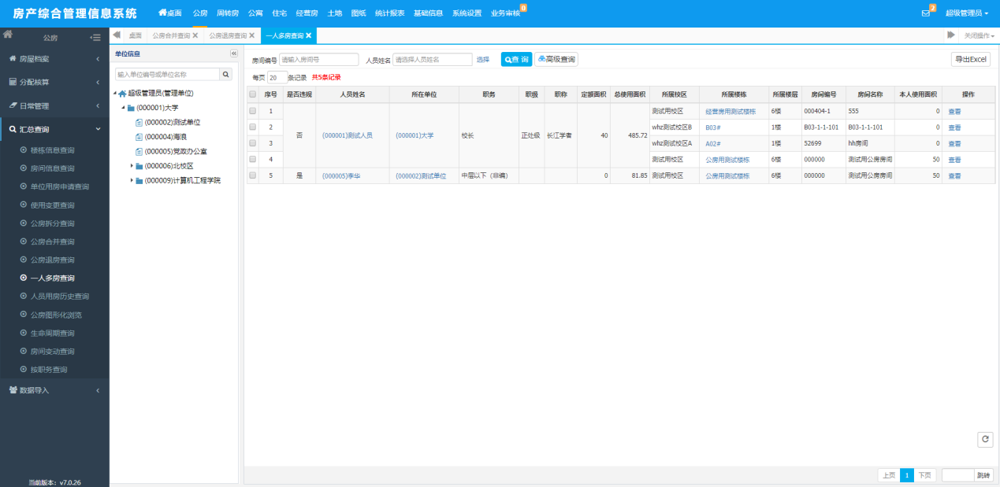 房产综合管理信息系统 桌面 公房 周转房 公寓 住宅 经营房 土地 图纸 统计报表 基础信息 系统设置 业务审核 0 2 超级管理员
公房 桌面 公房合并查询 公房退房查询 一人多房查询 关闭操作
房屋档案
分配核算
日常管理
汇总查询
楼栋信息查询
房间信息查询
单位用房申请查询
使用变更查询
公房拆分查询
公房合并查询
公房退房查询
一人多房查询
人员用房历史查询
公房图形化浏览
生命周期查询
房间变动查询
按职务查询
数据导入
当前版本：v7.0.26
单位信息
输入单位编号或单位名称
超级管理员(管理单位)
(000001)大学
(000002)测试单位
(000004)海浪
(000005)党政办公室
(000006)北校区
(000009)计算机工程学院
房间编号 请输入房间号 人员姓名 请选择人员姓名 选择 查询 高级查询 导出Excel
每页 20 条记录 共5条记录
序号 是否违规 人员姓名 所在单位 职务 职级 职称 定额面积 总使用面积 所属校区 所属楼栋 所属楼层 房间编号 房间名称 本人使用面积 操作
1 否 (000001)测试人员 (000001)大学 校长 正处级 长江学者 40 485.72 测试用校区 经营房用测试楼栋 6楼 000404-1 555 0 查看
2 whz测试校区B B03# 1楼 B03-1-1-101 B03-1-1-101 0 查看
3 whz测试校区A A02# 1楼 52699 hh房间 0 查看
4 测试用校区 公房用测试楼栋 6楼 000000 测试用公房房间 50 查看
5 是 (000005)李华 (000002)测试单位 中层以下（非编） 0 81.85 测试用校区 公房用测试楼栋 6楼 000000 测试用公房房间 50 查看
上页 1 下页 跳转